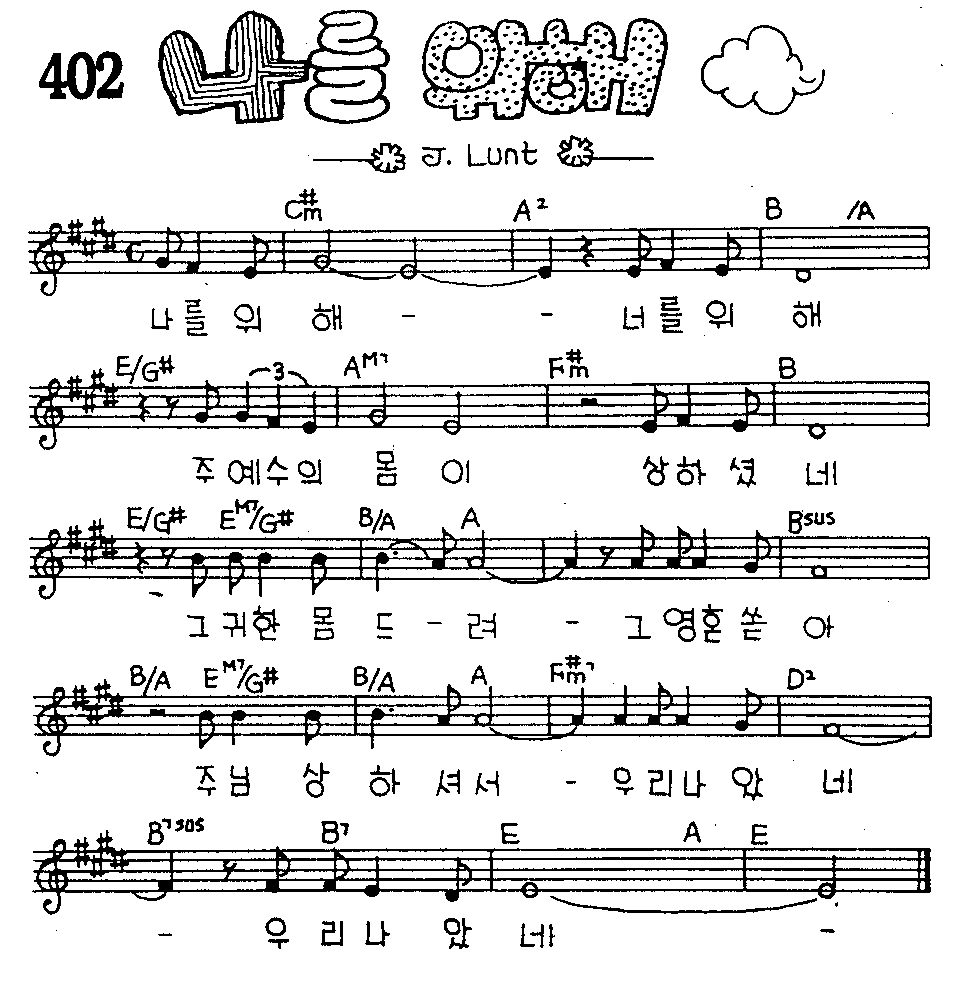 402 나를 위해
J. Lunt
C#m A2 B /A
나를 위 해 - - 너를 위 해
E/G# 3 AM7 F#m B
주 예수의 몸 이 상하 셨 네
E/G# EM7/G# B/A A Bsus
그 귀한 몸 드 - 려 - 그 영혼 쏟 아
B/A EM7/G# B/A A F#m7 D2
주님 상 하 셔서 - 우리나 았 네
B7sus B7 E A E
- 우 리 나 았 네 -